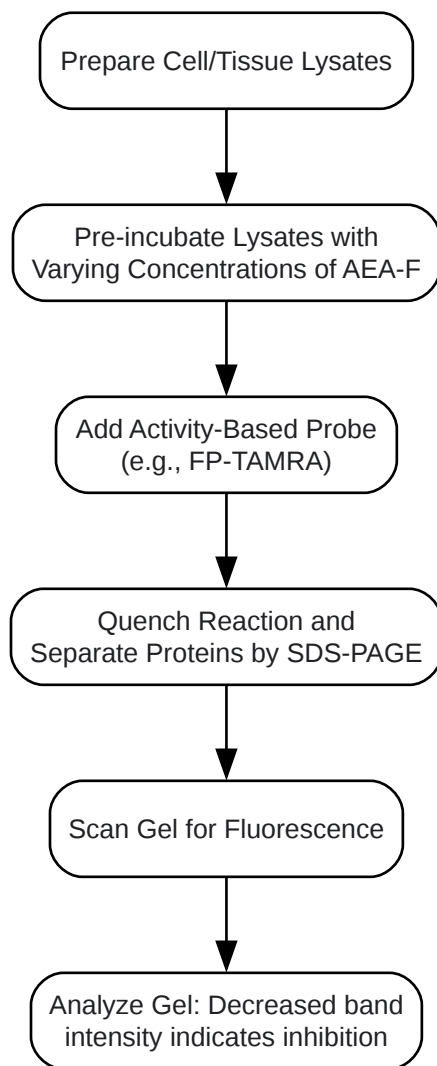 Prepare Cell/Tissue Lysates
Pre-incubate Lysates with
Varying Concentrations of AEA-F
Add Activity-Based Probe
(e.g., FP-TAMRA)
Quench Reaction and
Separate Proteins by SDS-PAGE
Scan Gel for Fluorescence
Analyze Gel: Decreased band
intensity indicates inhibition